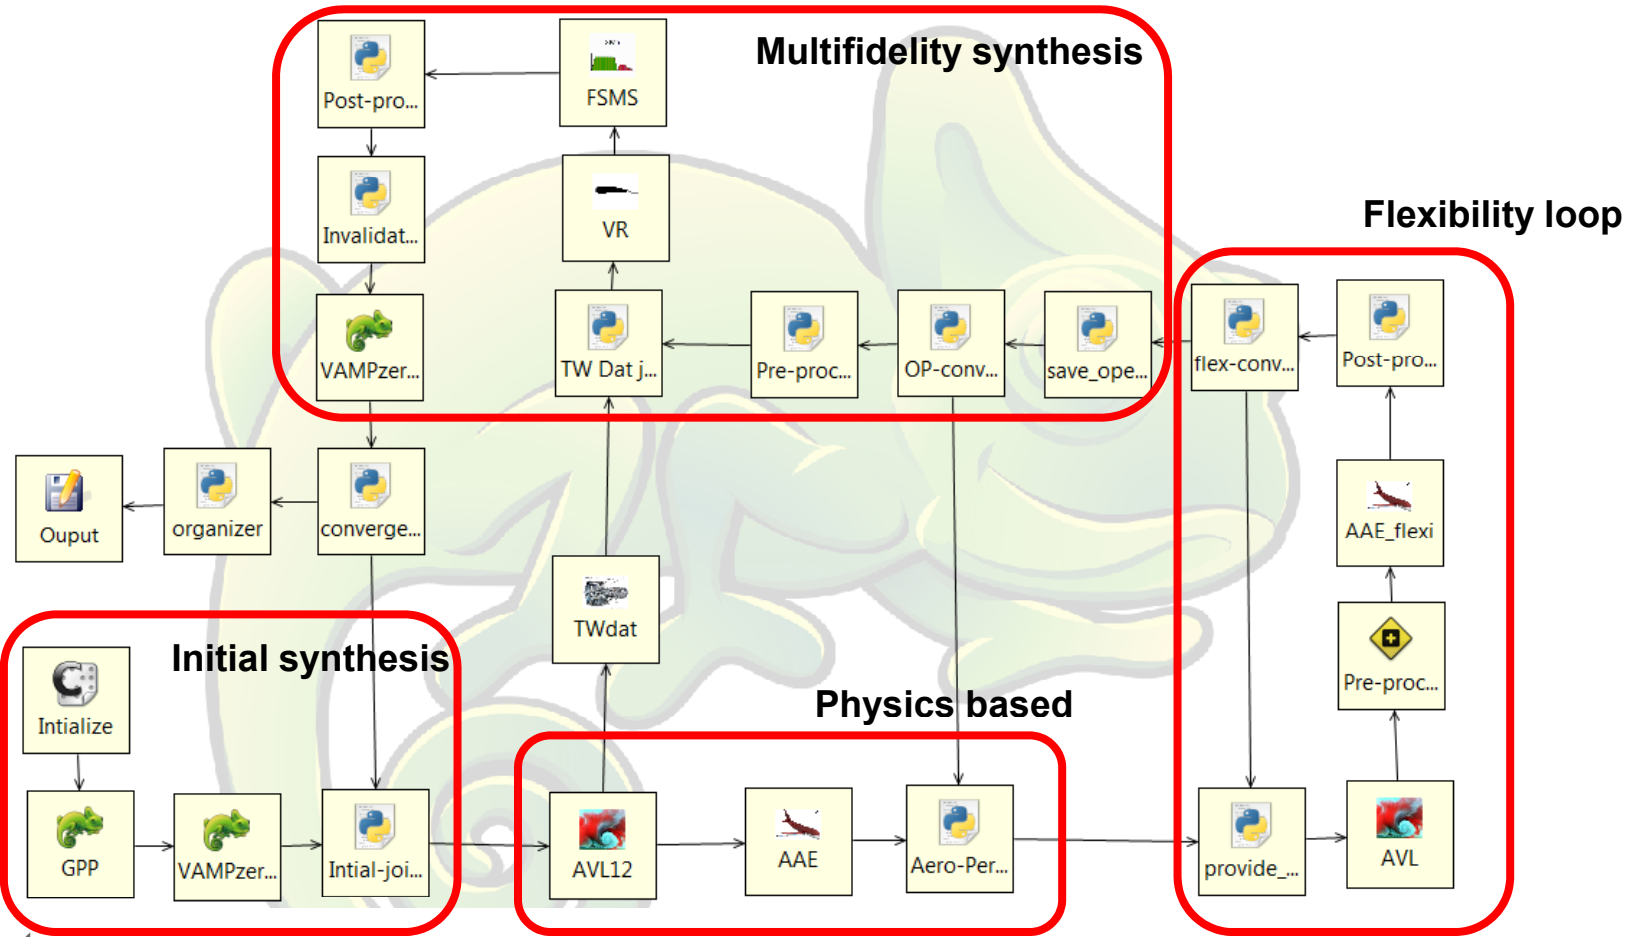 Multifidelity synthesis
Post-pro...
FSMS
Invalidat...
VR
Flexibility loop
VAMPzer...
TW Dat j...
Pre-proc...
OP-conv...
save_ope...
flex-conv...
Post-pro...
Ouput
organizer
converge...
AAE_flexi
TWdat
Initial synthesis
Intialize
Physics based
Pre-proc...
GPP
VAMPzer...
Intial-joi...
AVL12
AAE
Aero-Per...
provide_...
AVL